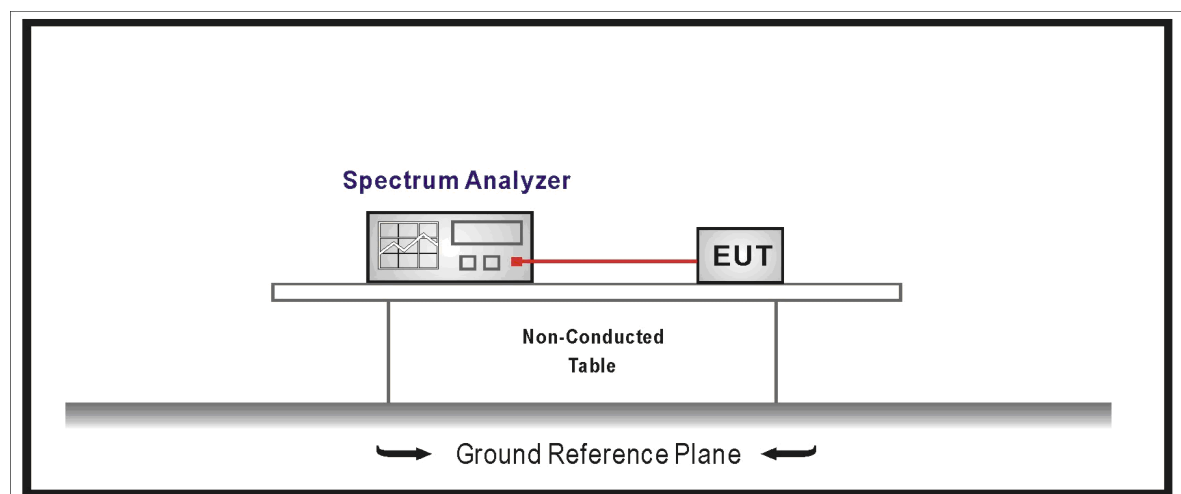 Spectrum Analyzer
EUT
Non-Conducted
Table
Ground Reference Plane